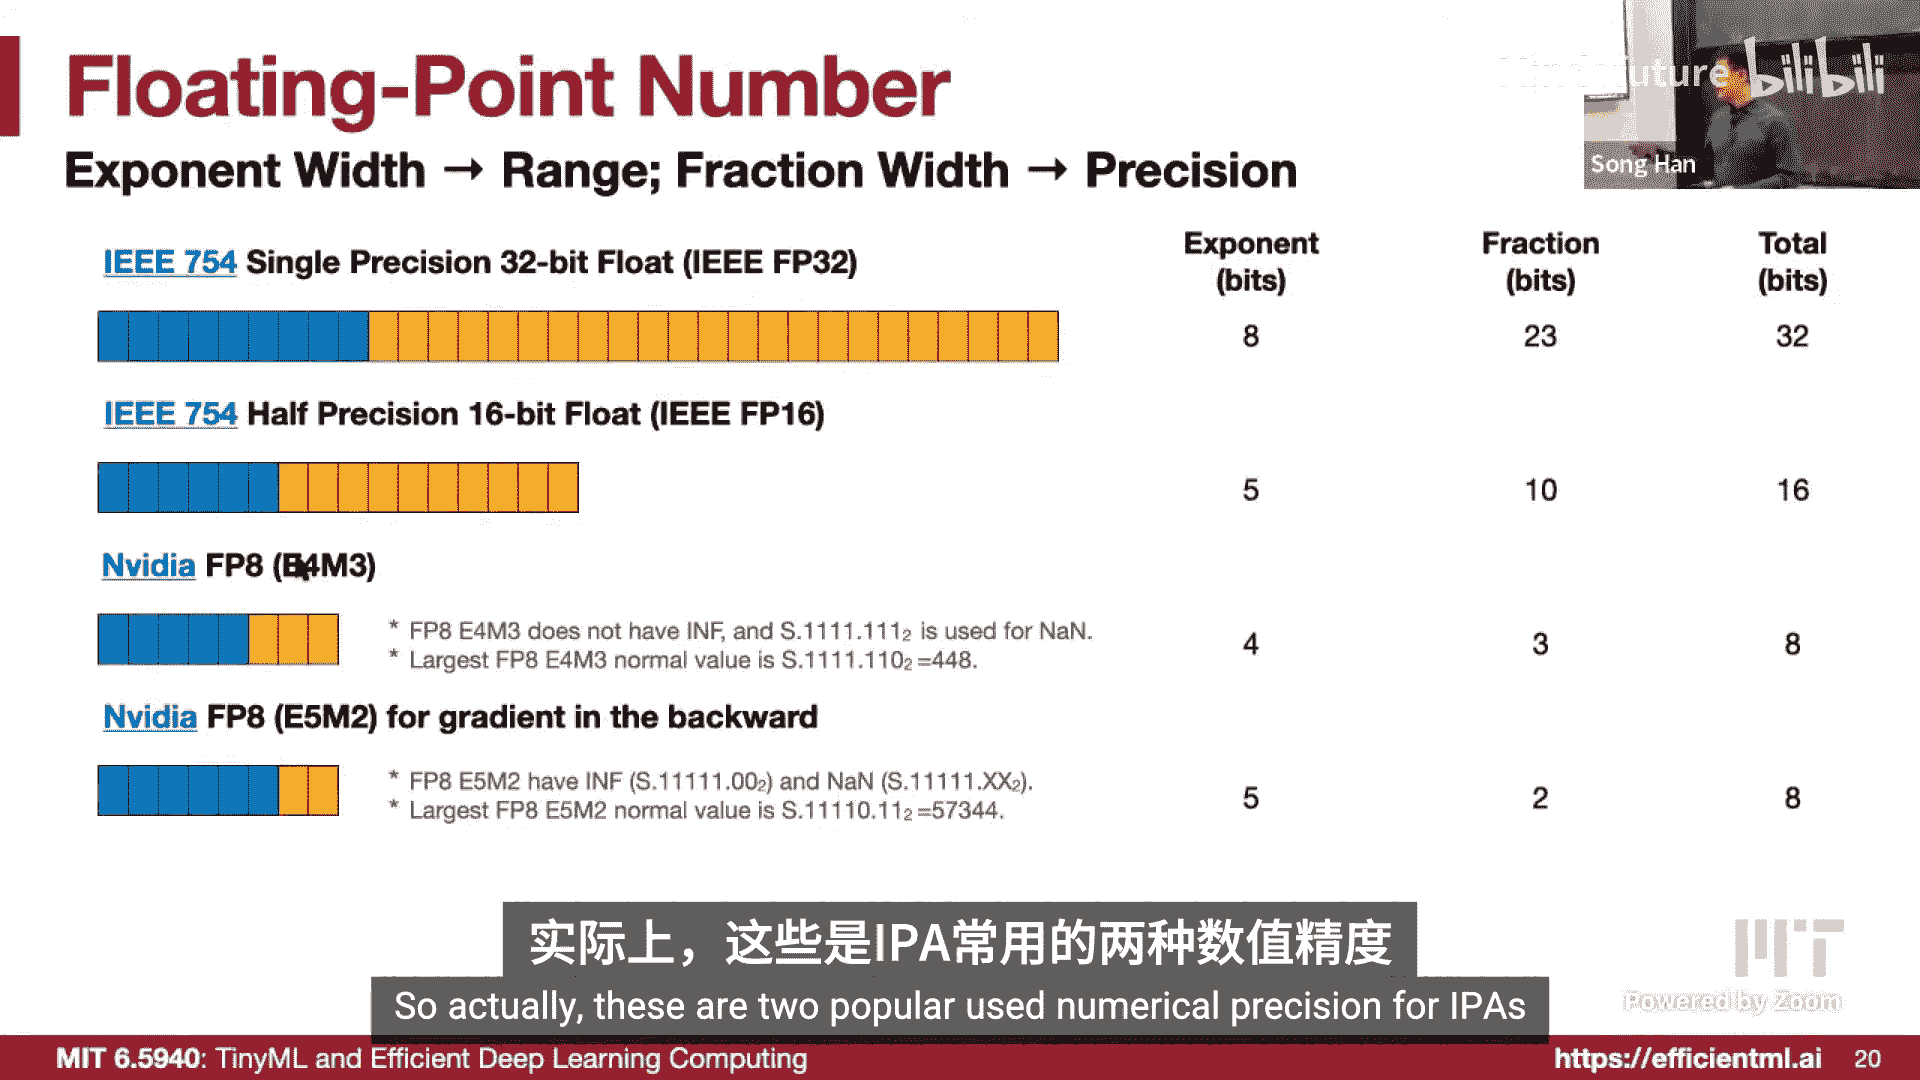 Floating-Point Number
Exponent Width → Range; Fraction Width → Precision
uture
bilibili
Song Han
Exponent (bits)
Fraction (bits)
Total (bits)
IEEE 754 Single Precision 32-bit Float (IEEE FP32)
8 23 32
IEEE 754 Half Precision 16-bit Float (IEEE FP16)
5 10 16
Nvidia FP8 (E4M3)
* FP8 E4M3 does not have INF, and S.1111.111₂ is used for NaN.
* Largest FP8 E4M3 normal value is S.1111.110₂ =448.
4 3 8
Nvidia FP8 (E5M2) for gradient in the backward
* FP8 E5M2 have INF (S.11111.00₂) and NaN (S.11111.XX₂).
* Largest FP8 E5M2 normal value is S.11110.11₂ =57344.
5 2 8
实际上，这些是IPA常用的两种数值精度
So actually, these are two popular used numerical precision for IPAs
MIT
Powered by Zoom
MIT 6.5940: TinyML and Efficient Deep Learning Computing
https://efficientml.ai 20